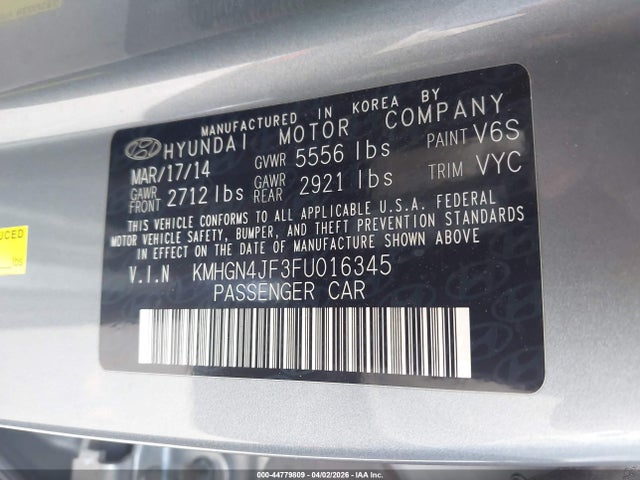 MANUFACTURED IN KOREA BY
HYUNDAI MOTOR COMPANY
MAR/17/14 GVWR 5556 lbs PAINT V6S
GAWR FRONT 2712 lbs GAWR REAR 2921 lbs TRIM VYC
THIS VEHICLE CONFORMS TO ALL APPLICABLE U.S.A. FEDERAL
MOTOR VEHICLE SAFETY, BUMPER, AND THEFT PREVENTION STANDARDS
IN EFFECT ON THE DATE OF MANUFACTURE SHOWN ABOVE
V.I.N KMHGN4JF3FU016345
PASSENGER CAR
UCED
lbs
000-44779809 04/02/2026 IAA Inc.